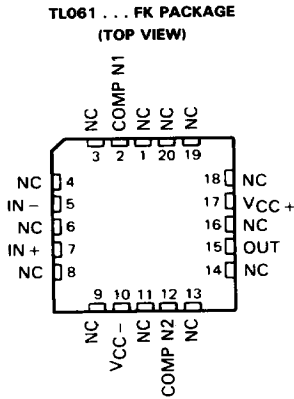 TL061 . . . FK PACKAGE
(TOP VIEW)
NC
COMP N1
NC
NC
NC
3 2 1 20 19
NC 4
IN - 5
NC 6
IN + 7
NC 8
18 NC
17 VCC +
16 NC
15 OUT
14 NC
9 10 11 12 13
NC
VCC -
NC
COMP N2
NC